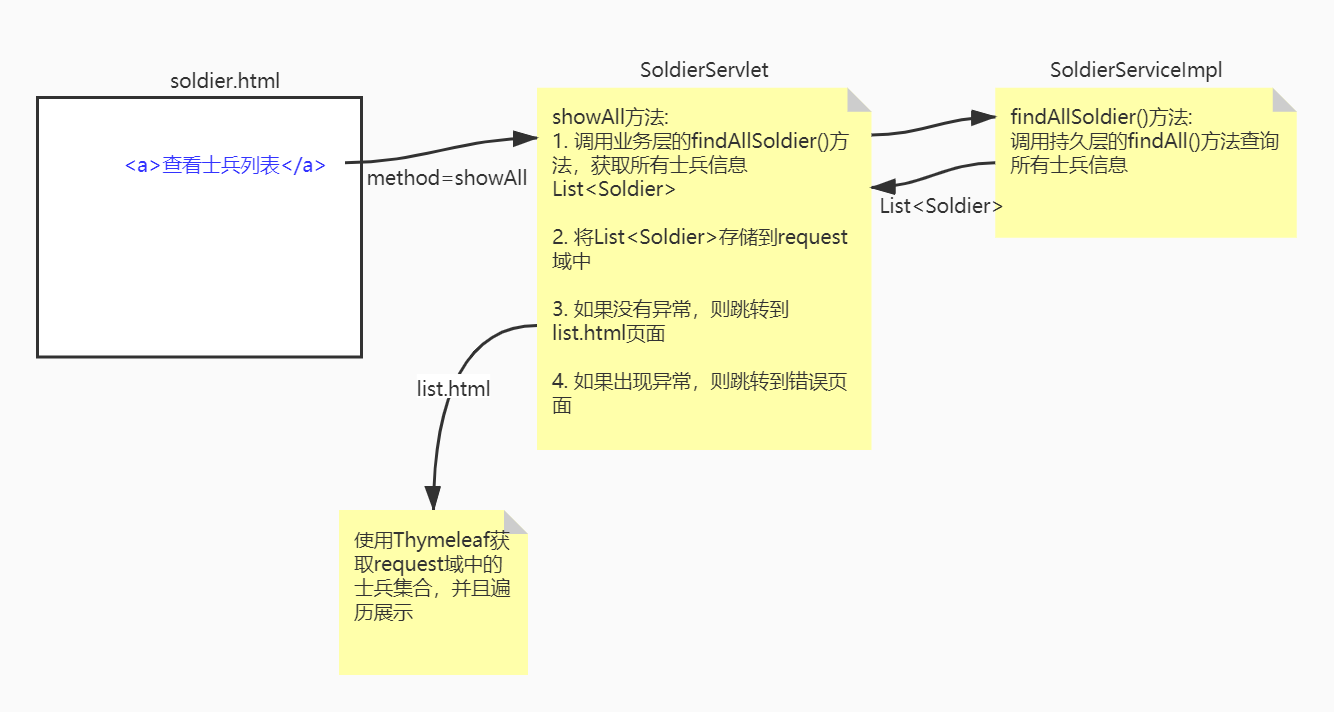 soldier.html
<a>查看士兵列表</a>
method=showAll
SoldierServlet
showAll方法:
1. 调用业务层的findAllSoldier()方
法，获取所有士兵信息
List<Soldier>
2. 将List<Soldier>存储到request
域中
3. 如果没有异常，则跳转到
list.html页面
4. 如果出现异常，则跳转到错误页
面
SoldierServiceImpl
findAllSoldier()方法:
调用持久层的findAll()方法查询
所有士兵信息
List<Soldier>
list.html
使用Thymeleaf获
取request域中的
士兵集合，并且遍
历展示